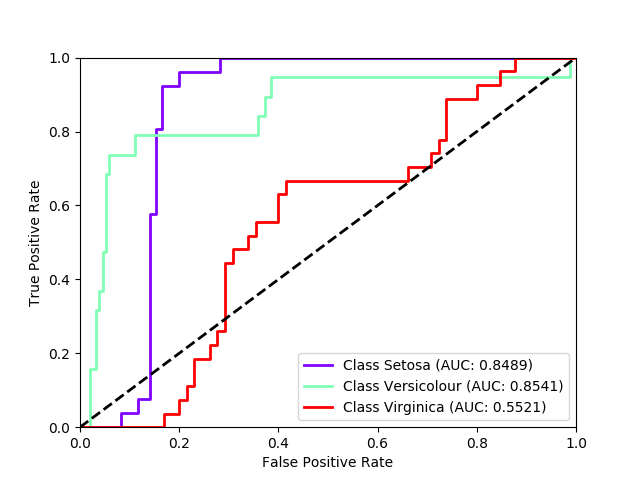 1.0
0.8
0.6
0.4
0.2
0.0
True Positive Rate
Class Setosa (AUC: 0.8489)
Class Versicolour (AUC: 0.8541)
Class Virginica (AUC: 0.5521)
0.0 0.2 0.4 0.6 0.8 1.0
False Positive Rate